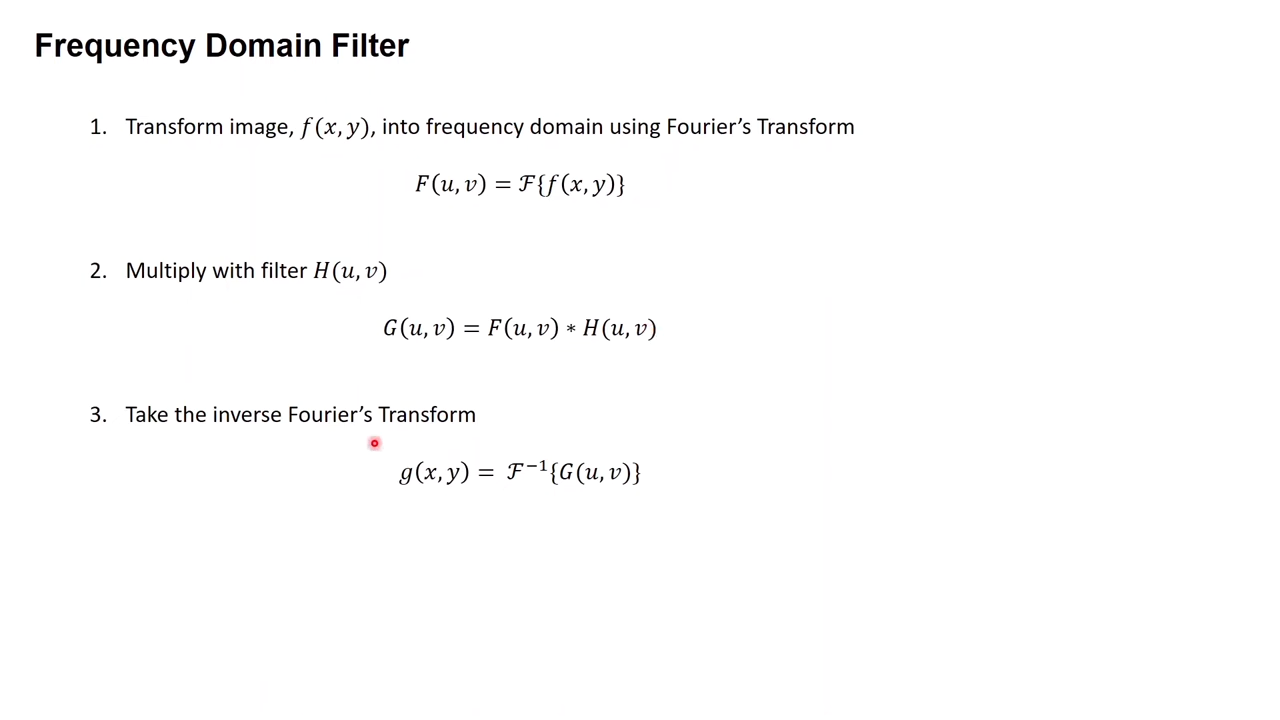 Frequency Domain Filter
1. Transform image, f(x, y), into frequency domain using Fourier’s Transform
F(u, v) = ℱ{f(x, y)}
2. Multiply with filter H(u, v)
G(u, v) = F(u, v) ∗ H(u, v)
3. Take the inverse Fourier’s Transform
g(x, y) = ℱ⁻¹{G(u, v)}